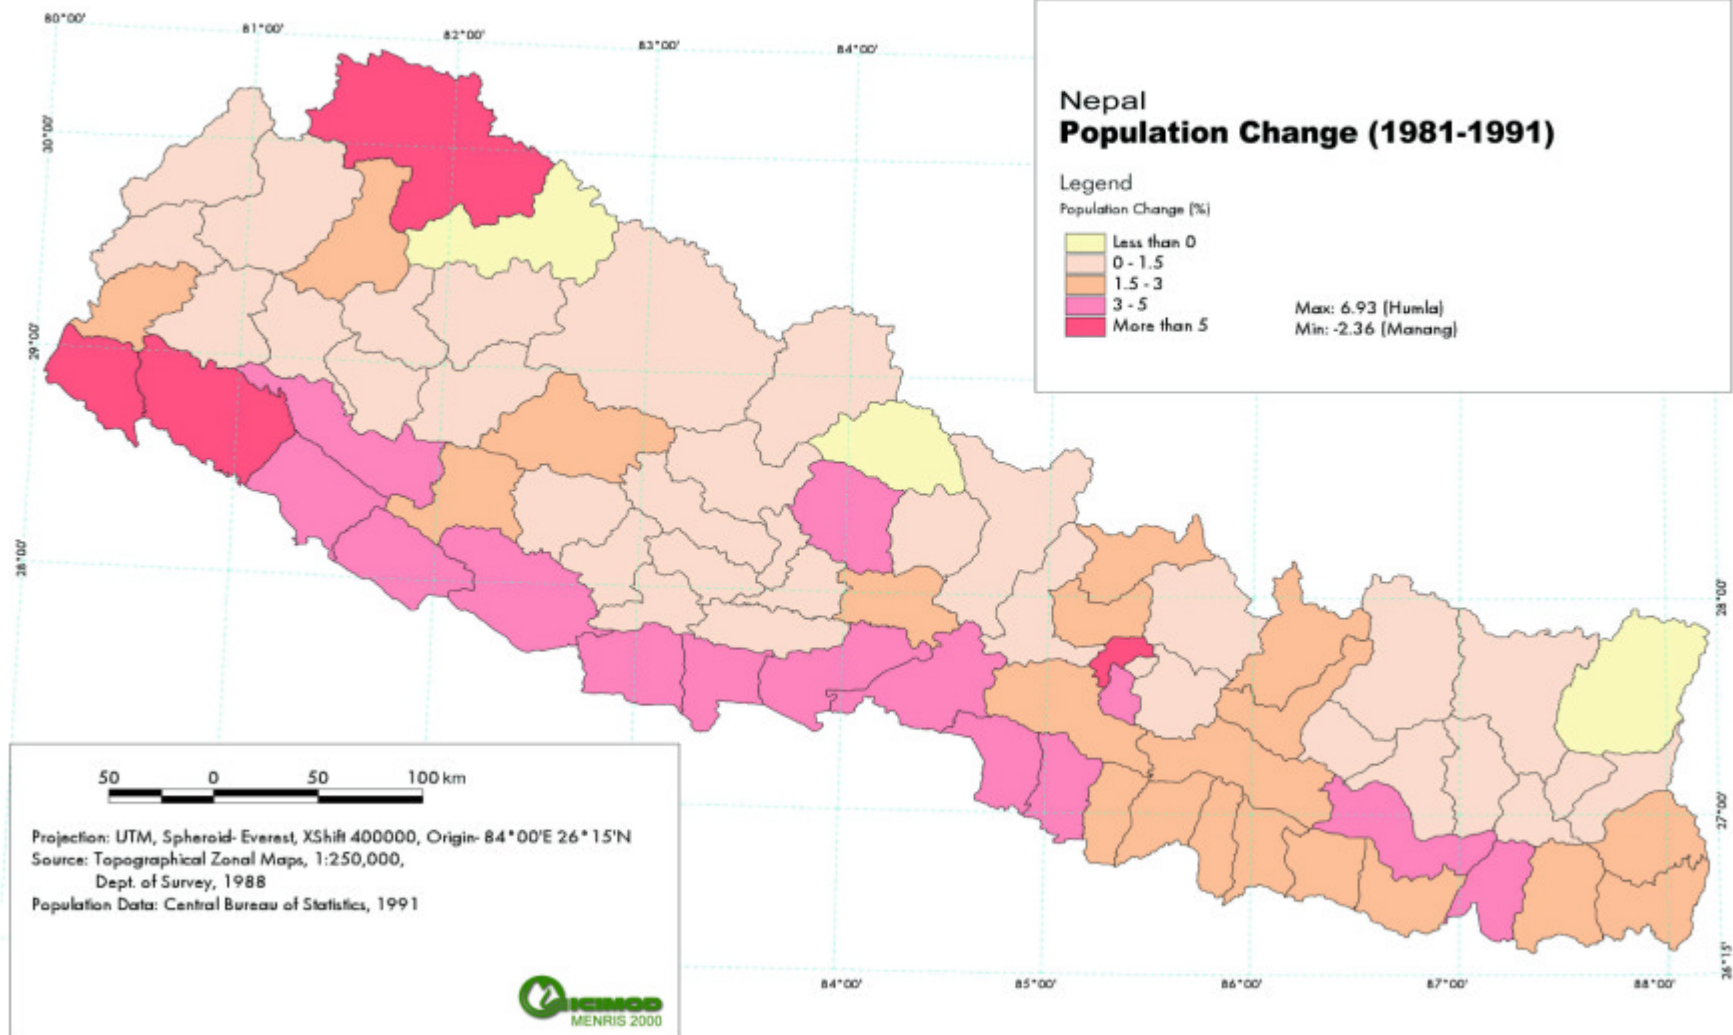 80°00'
81°00'
82°00'
83°00'
84°00'
30°00'
29°00'
28°00'
Nepal
Population Change (1981-1991)
Legend
Population Change (%)
Less than 0
0 - 1.5
1.5 - 3
3 - 5
More than 5
Max: 6.93 (Humla)
Min: -2.36 (Manang)
28°00'
27°00'
26°15'
50 0 50 100 km
Projection: UTM, Spheroid- Everest, XShift 400000, Origin- 84°00'E 26°15'N
Source: Topographical Zonal Maps, 1:250,000,
Dept. of Survey, 1988
Population Data: Central Bureau of Statistics, 1991
ICIMOD
MENRIS 2000
84°00'
85°00'
86°00'
87°00'
88°00'